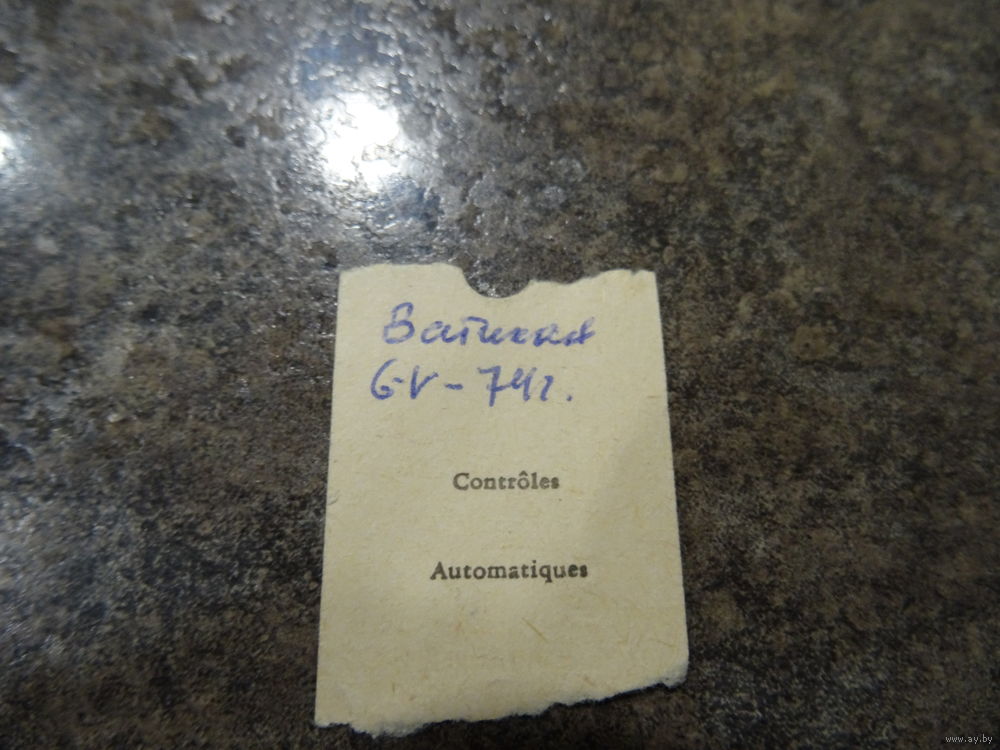 Ватикан
6-V-74г.
Contrôles
Automatiques
www.ay.by